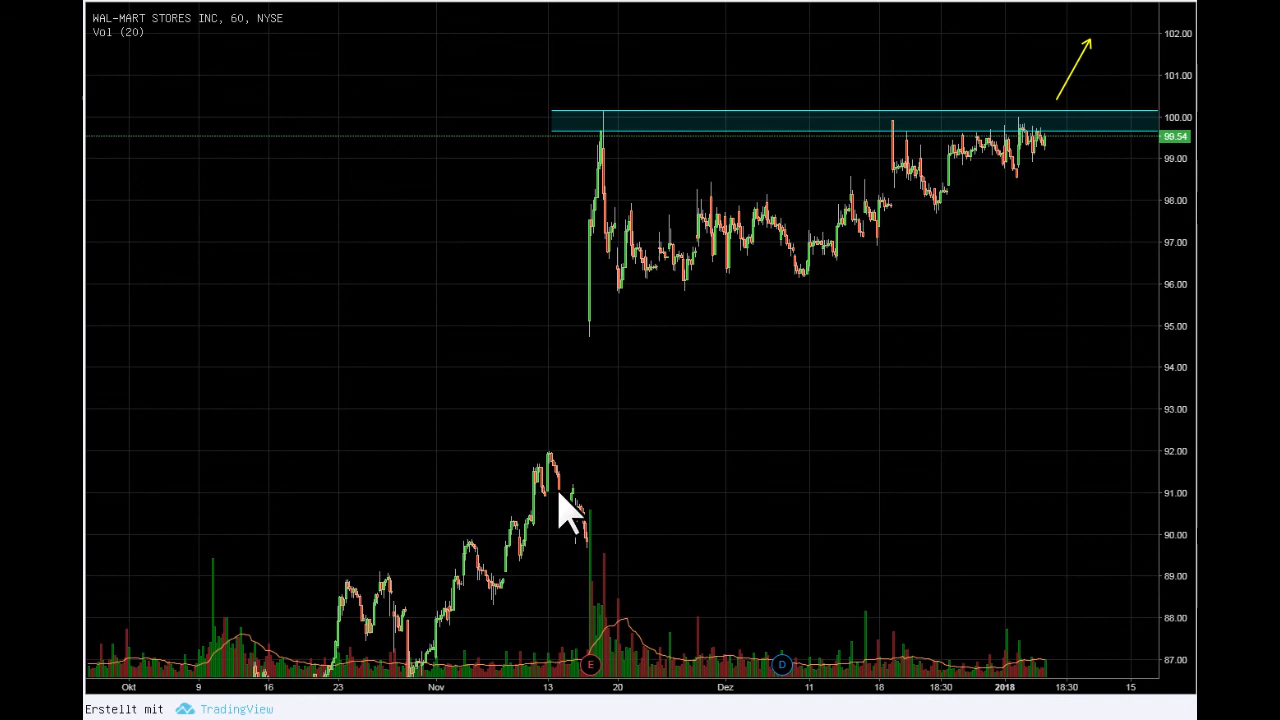 WAL-MART STORES INC, 60, NYSE
Vol (20)
102.00
101.00
100.00
99.54
99.00
98.00
97.00
96.00
95.00
94.00
93.00
92.00
91.00
90.00
89.00
88.00
87.00
E
D
Okt 9 16 23 Nov 13 20 Dez 11 18 18:30 2018 18:30 15
Erstellt mit TradingView